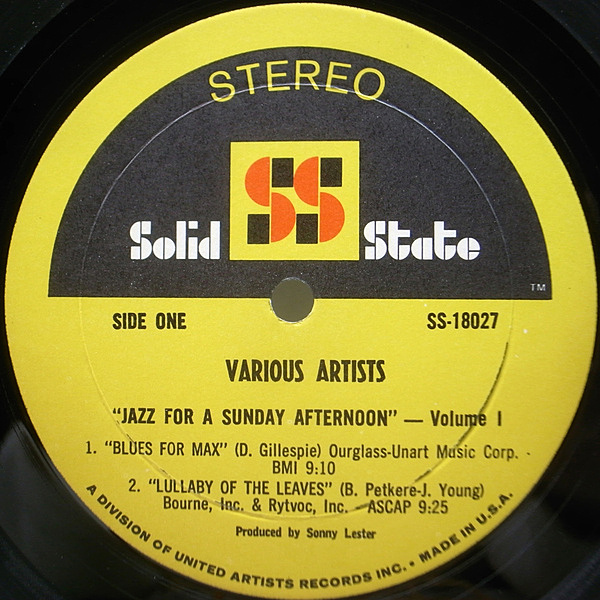 STEREO
Solid SS State
TM
SIDE ONE SS-18027
VARIOUS ARTISTS
"JAZZ FOR A SUNDAY AFTERNOON" — Volume I
1. "BLUES FOR MAX" (D. Gillespie) Ourglass-Unart Music Corp. -
BMI 9:10
2. "LULLABY OF THE LEAVES" (B. Petkere-J. Young)
Bourne, Inc. & Rytvoc, Inc. ASCAP 9:25
Produced by Sonny Lester
A DIVISION OF UNITED ARTISTS RECORDS INC. • MADE IN U.S.A.